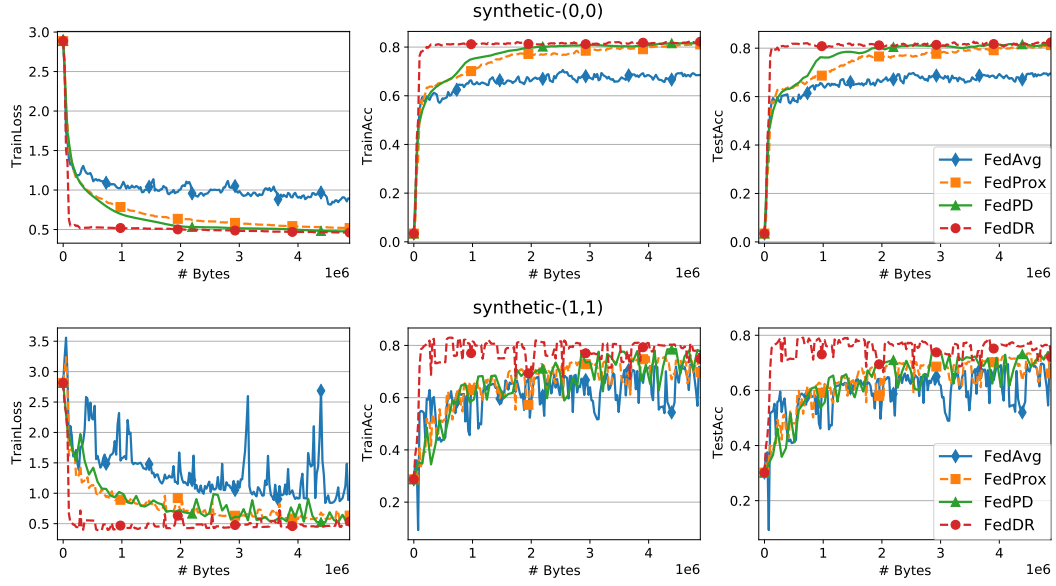 synthetic-(0,0)
TrainLoss
3.0
2.5
2.0
1.5
1.0
0.5
0 1 2 3 4
# Bytes
1e6
TrainAcc
0.8
0.6
0.4
0.2
0.0
0 1 2 3 4
# Bytes
1e6
TestAcc
0.8
0.6
0.4
0.2
0.0
FedAvg
FedProx
FedPD
FedDR
0 1 2 3 4
# Bytes
1e6
synthetic-(1,1)
TrainLoss
3.5
3.0
2.5
2.0
1.5
1.0
0.5
0 1 2 3 4
# Bytes
1e6
TrainAcc
0.8
0.6
0.4
0.2
0 1 2 3 4
# Bytes
1e6
TestAcc
0.8
0.6
0.4
0.2
FedAvg
FedProx
FedPD
FedDR
0 1 2 3 4
# Bytes
1e6